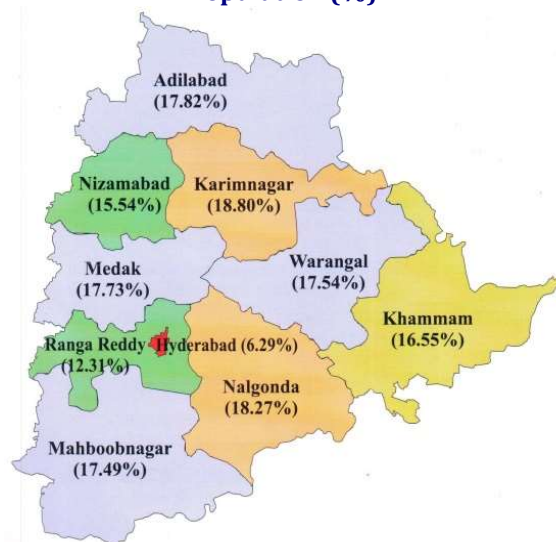 Adilabad
(17.82%)
Nizamabad
(15.54%)
Karimnagar
(18.80%)
Medak
(17.73%)
Warangal
(17.54%)
Khammam
(16.55%)
Ranga Reddy
(12.31%)
Hyderabad (6.29%)
Nalgonda
(18.27%)
Mahboobnagar
(17.49%)